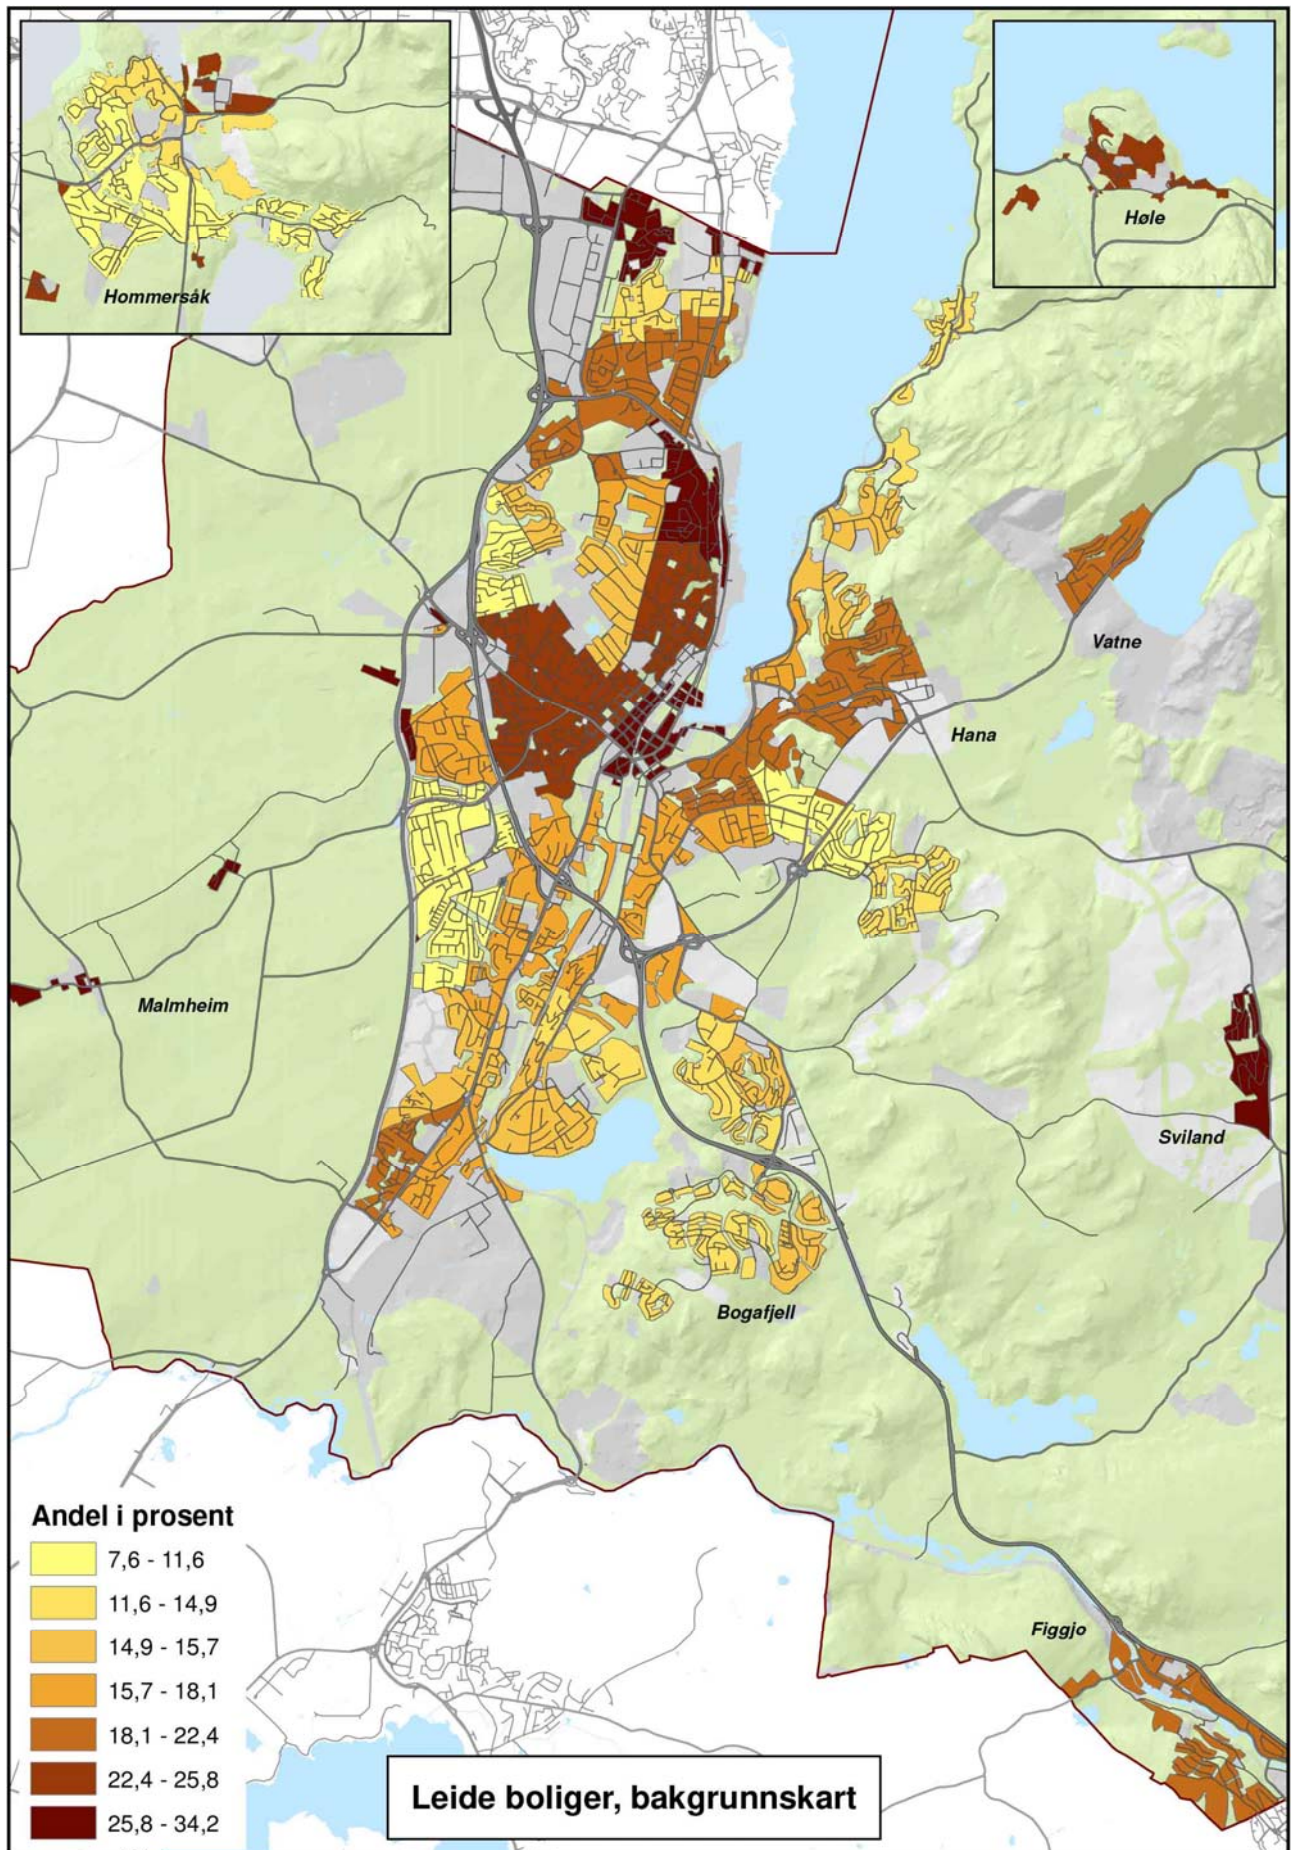 Hommersåk
Høle
Vatne
Hana
Malmheim
Sviland
Bogafjell
Figgjo
Andel i prosent
7,6 - 11,6
11,6 - 14,9
14,9 - 15,7
15,7 - 18,1
18,1 - 22,4
22,4 - 25,8
25,8 - 34,2
Leide boliger, bakgrunnskart